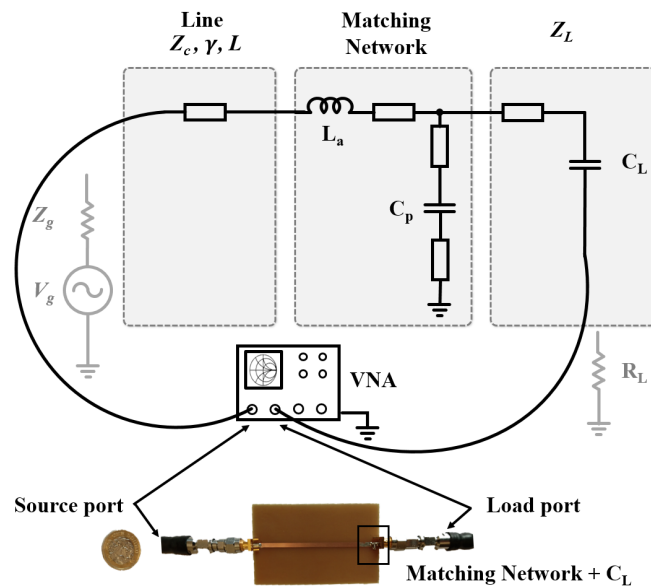 Line
Z_c, γ, L
Matching
Network
Z_L
L_a
C_L
C_p
Z_g
V_g
VNA
R_L
Source port
Load port
Matching Network + C_L